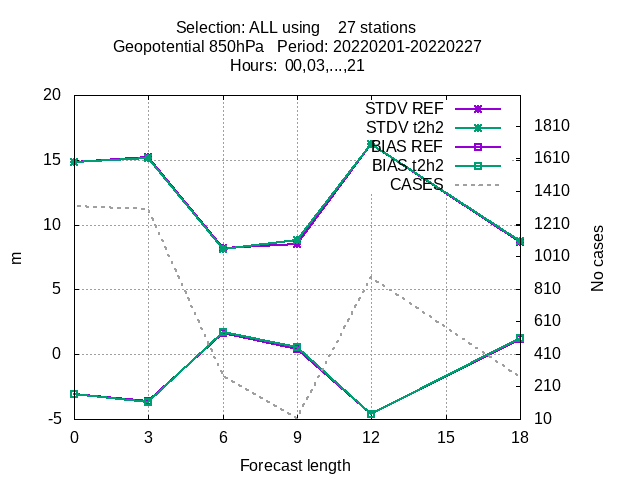 Selection: ALL using    27 stations
Geopotential 850hPa   Period: 20220201-20220227
Hours:  00,03,...,21
STDV REF
STDV t2h2
BIAS REF
BIAS t2h2
CASES
20
15
10
5
0
-5
m
1810
1610
1410
1210
1010
810
610
410
210
10
No cases
0 3 6 9 12 15 18
Forecast length